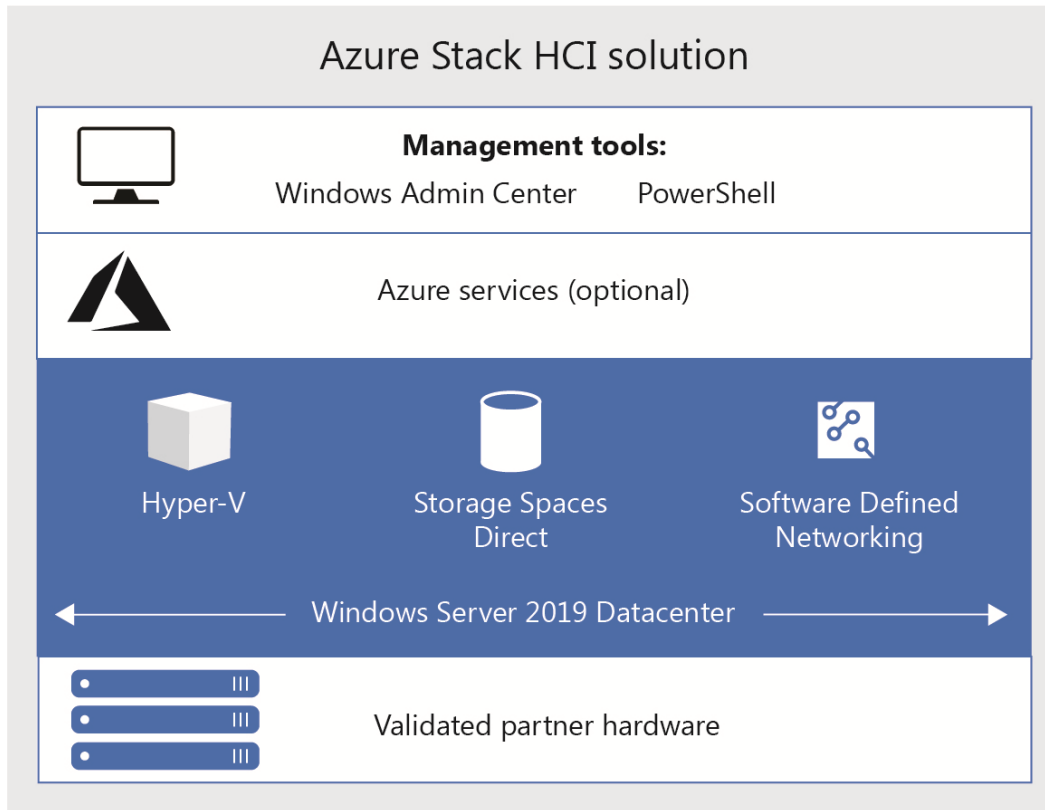 Azure Stack HCI solution
Management tools:
Windows Admin Center PowerShell
Azure services (optional)
Hyper-V
Storage Spaces
Direct
Software Defined
Networking
Windows Server 2019 Datacenter
Validated partner hardware